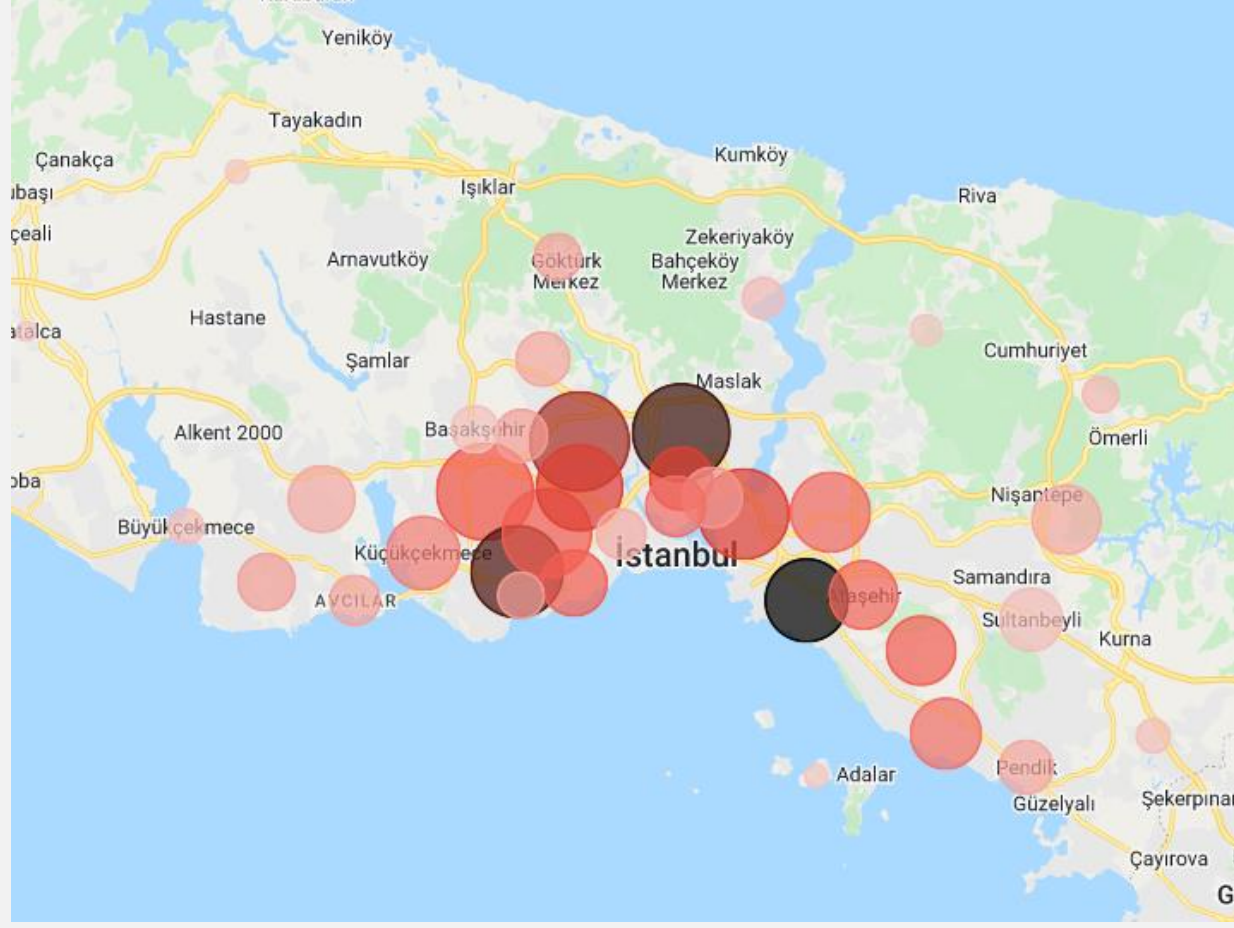 Yeniköy
Tayakadın
Çanakça
Kumköy
Işıklar
ubaşı
Riva
çeali
Zekeriyaköy
Arnavutköy
Göktürk
Merkez
Bahçeköy
Merkez
Hastane
atalca
Şamlar
Cumhuriyet
Maslak
Alkent 2000
Başakşehir
Ömerli
oba
Nişantepe
Büyükçekmece
Küçükçekmece
İstanbul
Samandıra
AVCILAR
Ataşehir
Sultanbeyli
Kurna
Pendik
Adalar
Güzelyalı
Şekerpınar
Çayırova
G